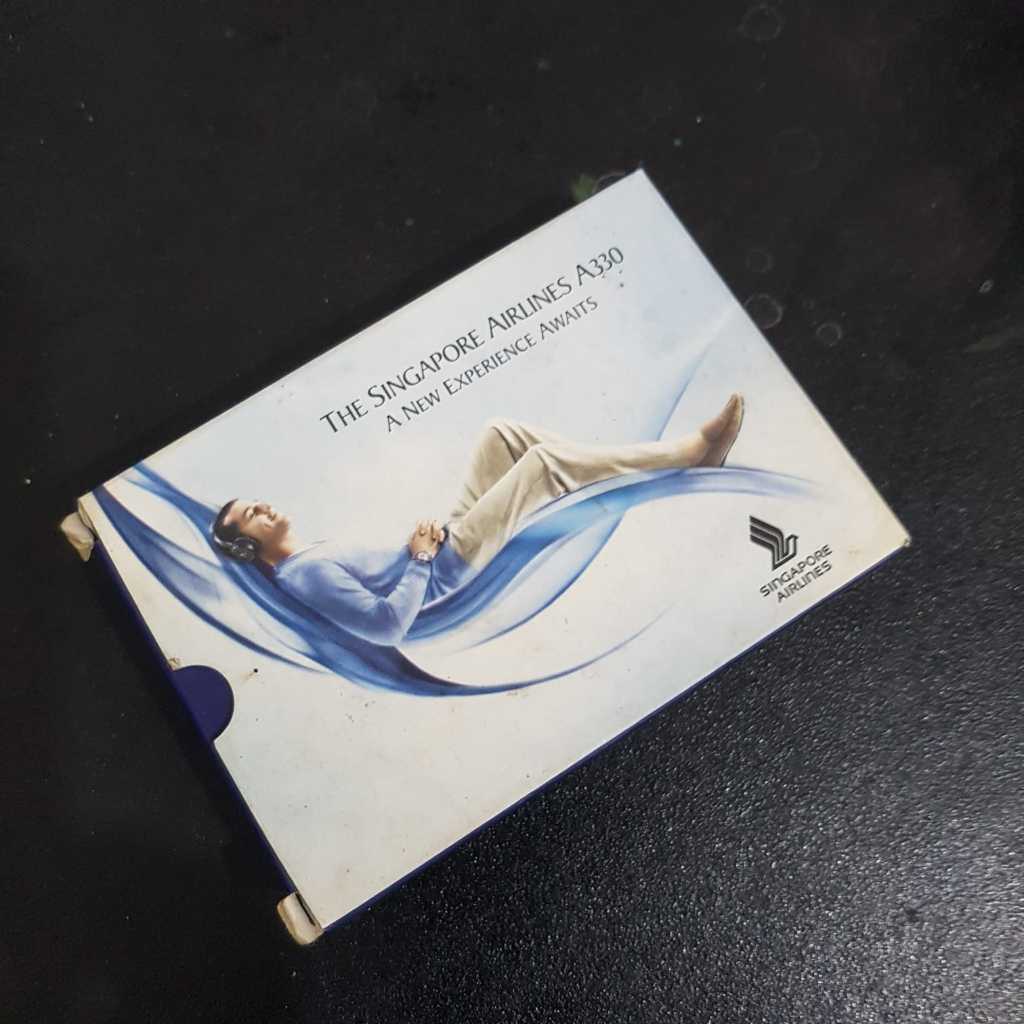 THE SINGAPORE AIRLINES A330
A NEW EXPERIENCE AWAITS
SINGAPORE
AIRLINES